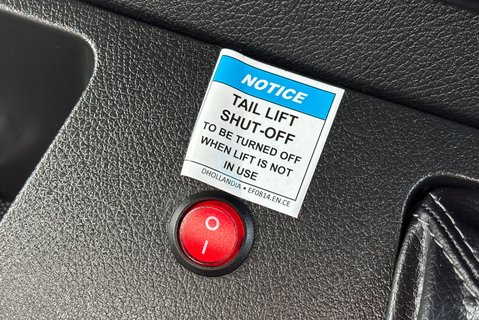 NOTICE
TAIL LIFT
SHUT-OFF
TO BE TURNED OFF
WHEN LIFT IS NOT
IN USE
DHOLLANDIA • EF0814.EN.CE
O
I